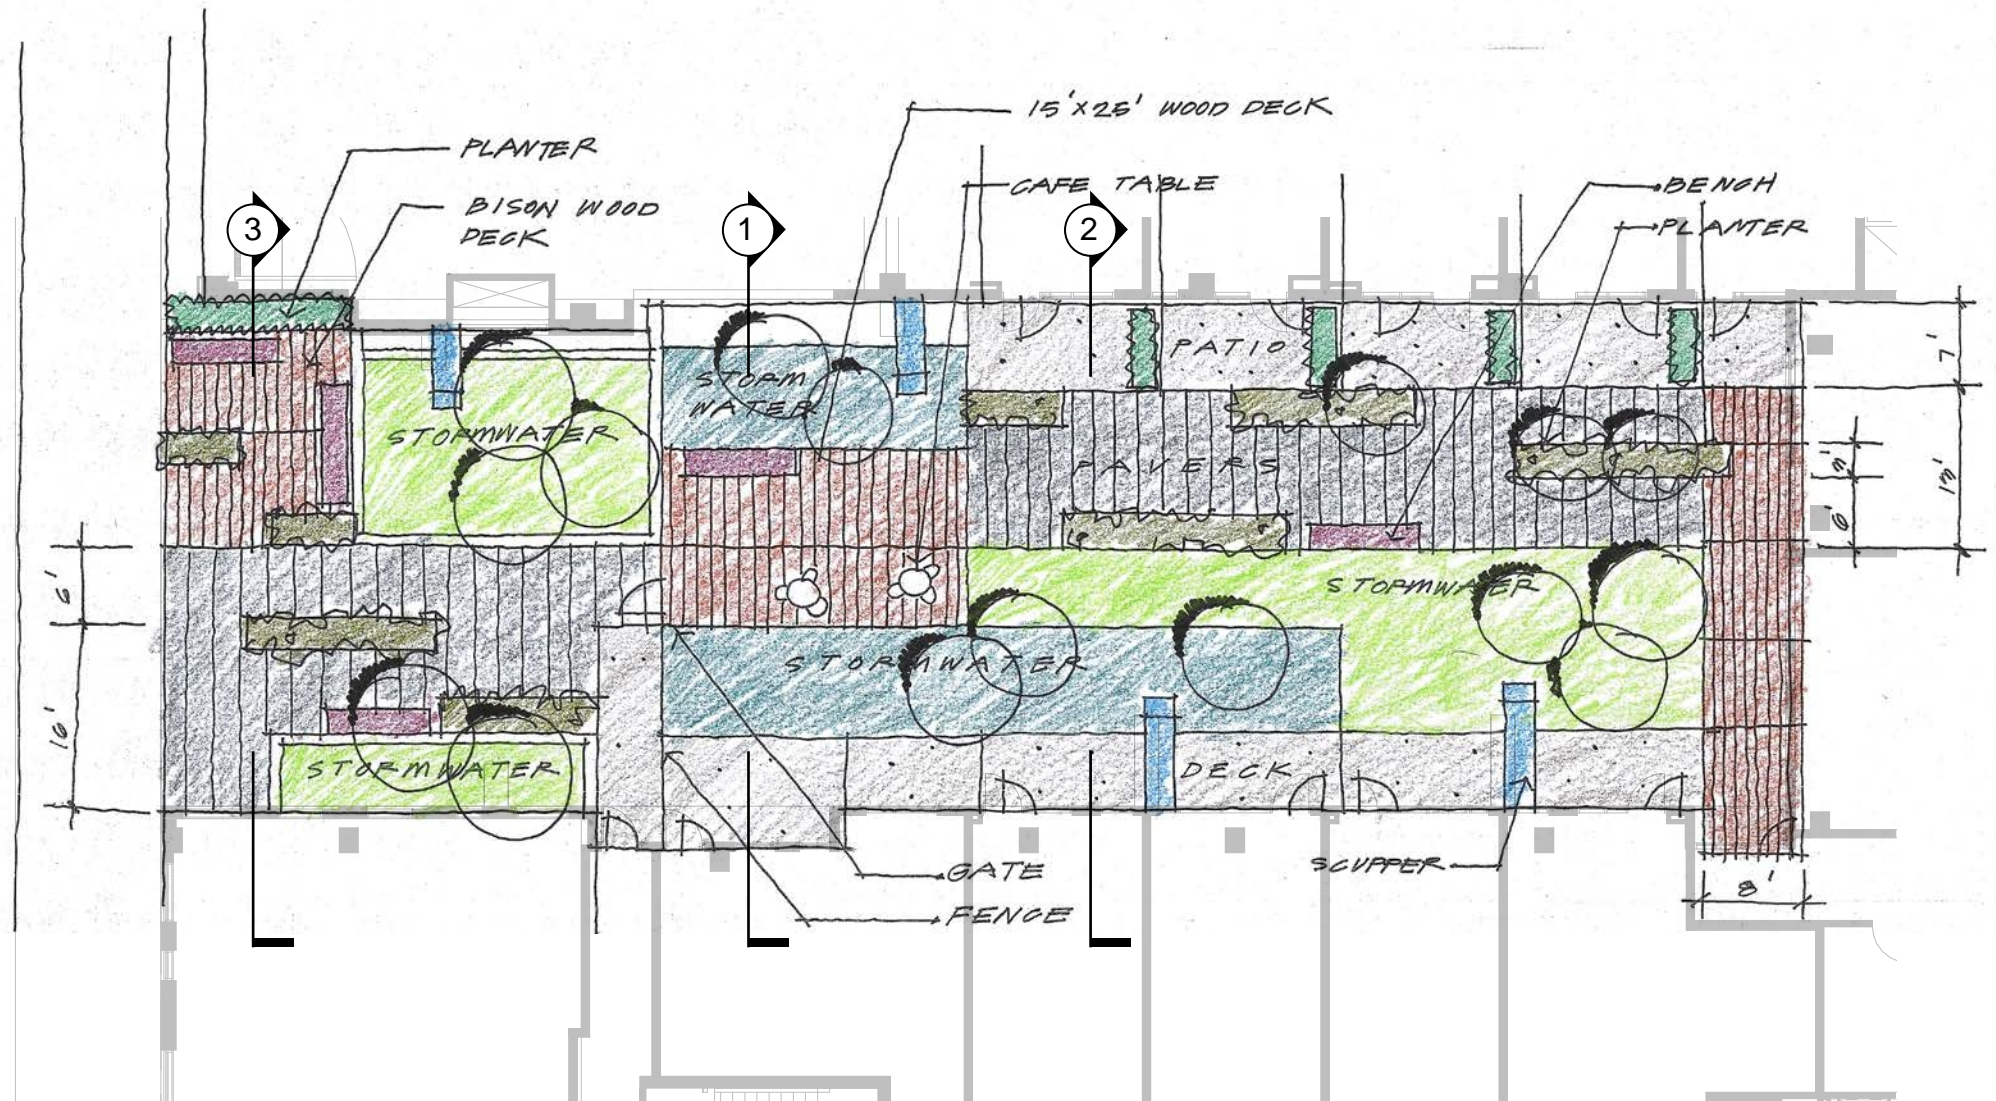 15'X25' WOOD DECK
PLANTER
CAFE TABLE
BENCH
BISON WOOD
DECK
PLANTER
3
1
2
PATIO
7'
STORM
WATER
STORMWATER
PAVERS
3'
13'
6'
6'
STORMWATER
STORMWATER
16'
STORMWATER
DECK
GATE
SCUPPER
8'
FENCE